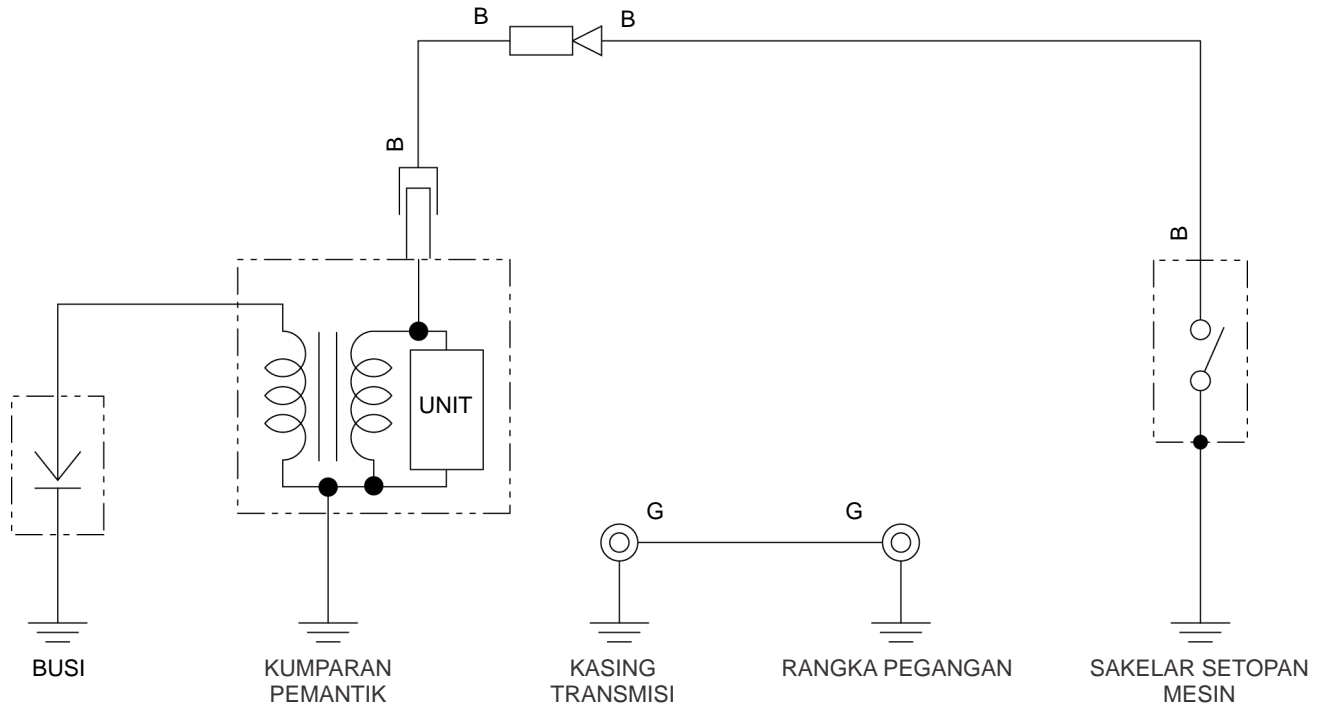 B
B
B
B
UNIT
G
G
BUSI
KUMPARAN
PEMANTIK
KASING
TRANSMISI
RANGKA PEGANGAN
SAKELAR SETOPAN
MESIN